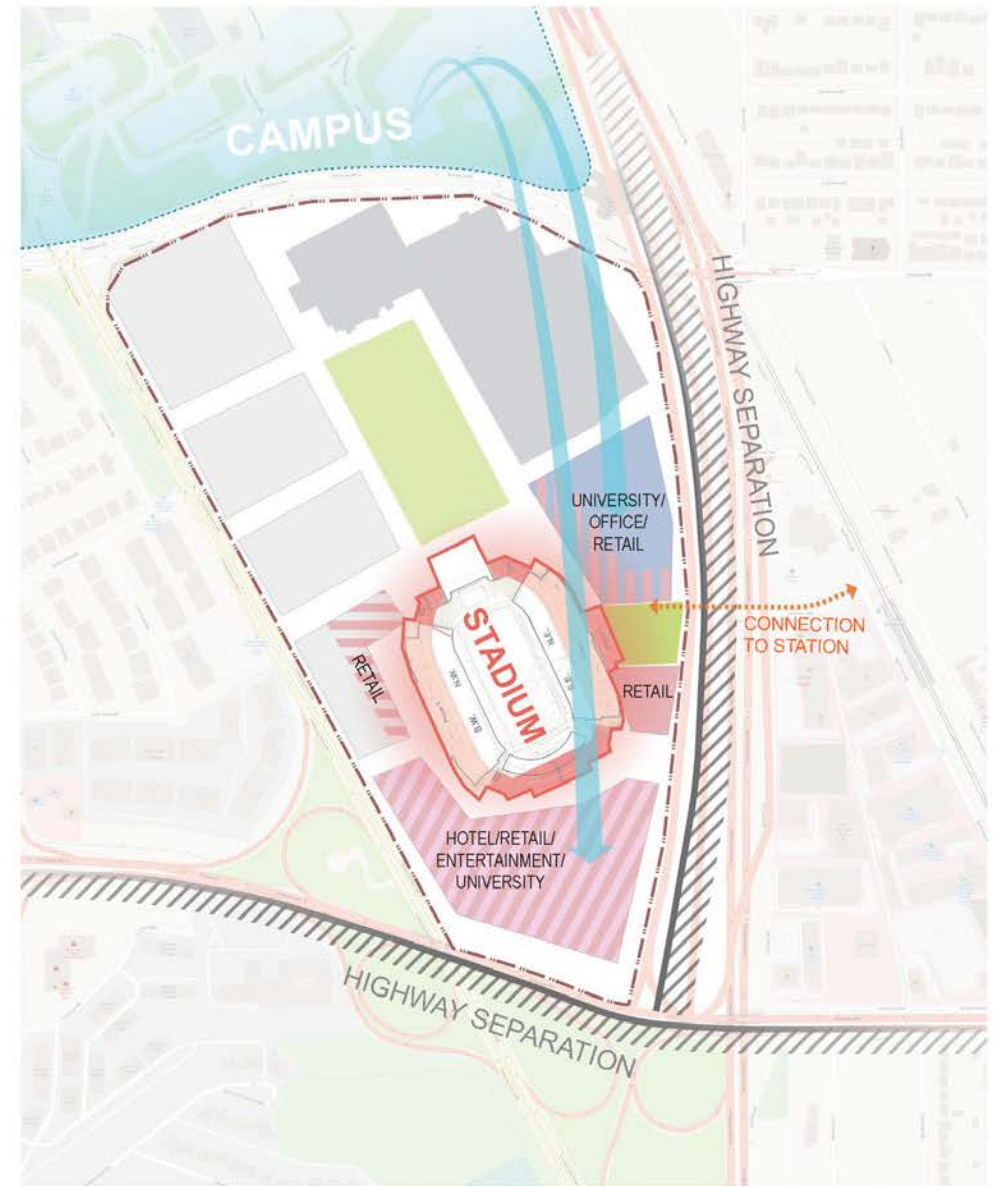 CAMPUS
HIGHWAY SEPARATION
UNIVERSITY/
OFFICE/
RETAIL
CONNECTION
TO STATION
STADIUM
N.E.
N.W.
S.E.
S.W.
RETAIL
RETAIL
HOTEL/RETAIL/
ENTERTAINMENT/
UNIVERSITY
HIGHWAY SEPARATION